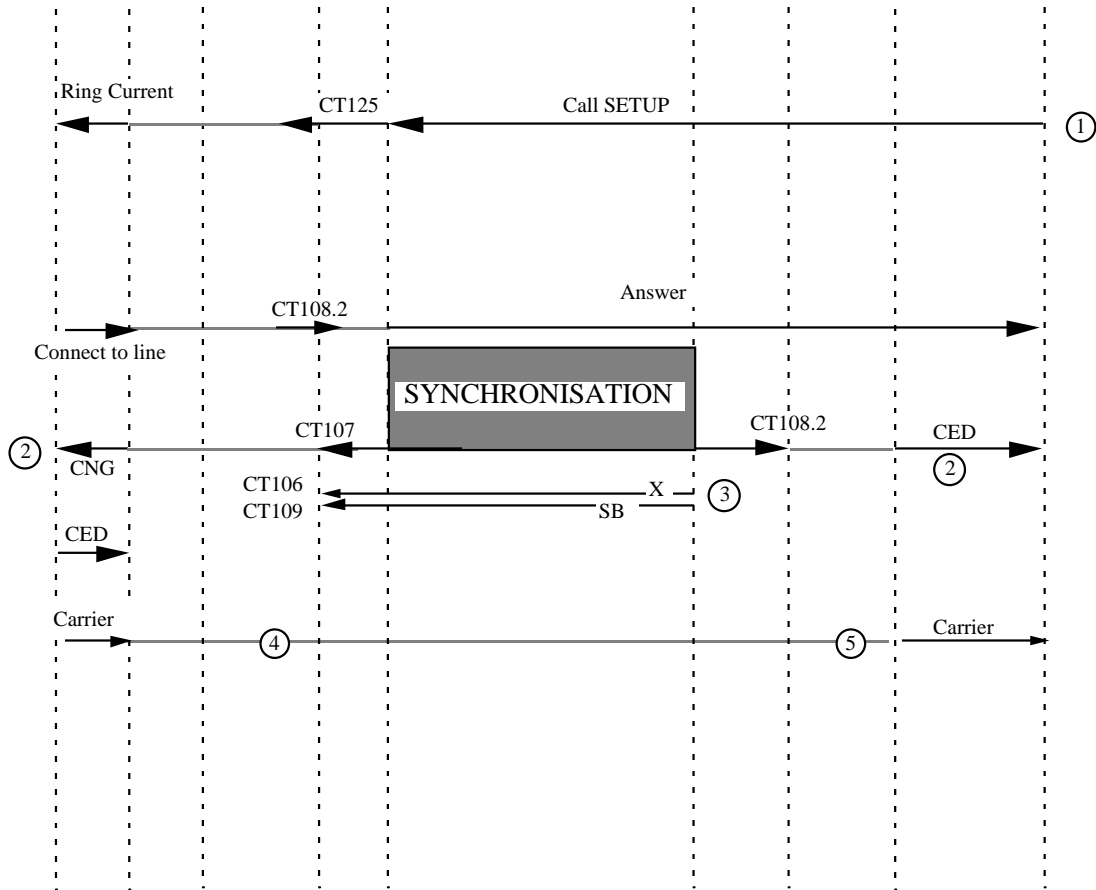 Ring Current
CT125
Call SETUP
1
CT108.2
Answer
Connect to line
SYNCHRONISATION
2
CT107
CT108.2
CED
CNG
2
CT106
X
3
CT109
SB
CED
Carrier
4
5
Carrier